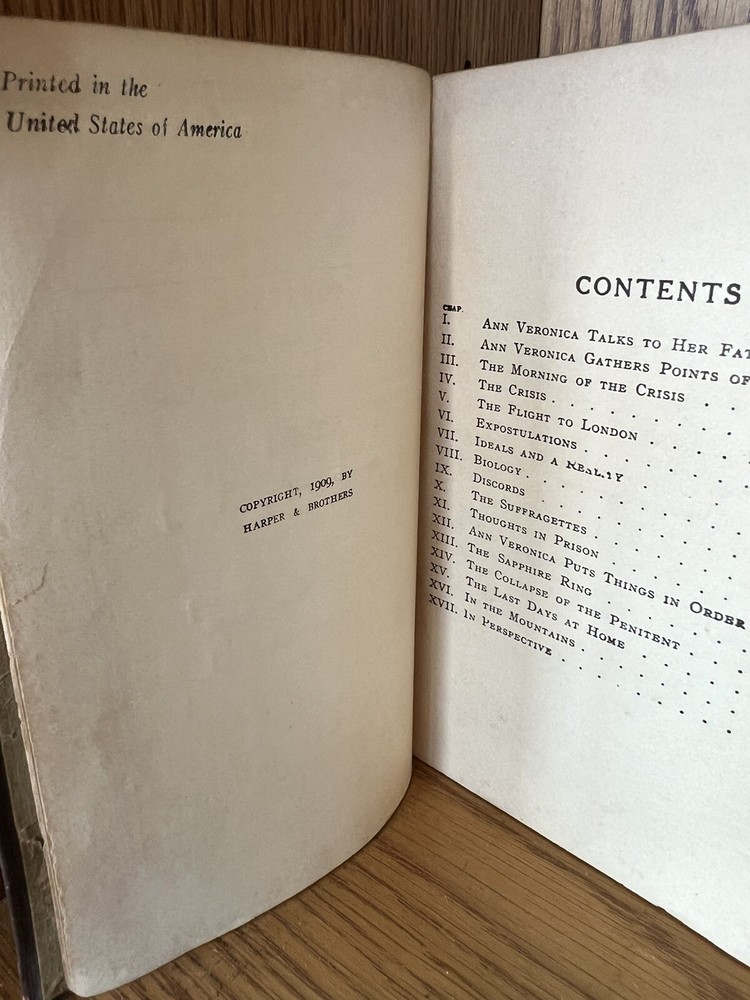 Printed in the
United States of America
COPYRIGHT, 1909, BY
HARPER & BROTHERS
CONTENTS
CHAP.
I. ANN VERONICA TALKS TO HER FAT
II. ANN VERONICA GATHERS POINTS OF
III. THE MORNING OF THE CRISIS . .
IV. THE CRISIS . . . . . . . .
V. THE FLIGHT TO LONDON . . . .
VI. EXPOSTULATIONS . . . . . .
VII. IDEALS AND A REALITY . . . .
VIII. BIOLOGY . . . . . . . . .
IX. DISCORDS . . . . . . . .
X. THE SUFFRAGETTES . . . . .
XI. THOUGHTS IN PRISON . . . .
XII. ANN VERONICA PUTS THINGS IN ORDER
XIII. THE SAPPHIRE RING . . . . .
XIV. THE COLLAPSE OF THE PENITENT . . .
XV. THE LAST DAYS AT HOME . . . .
XVI. IN THE MOUNTAINS . . . . .
XVII. IN PERSPECTIVE . . . . . .